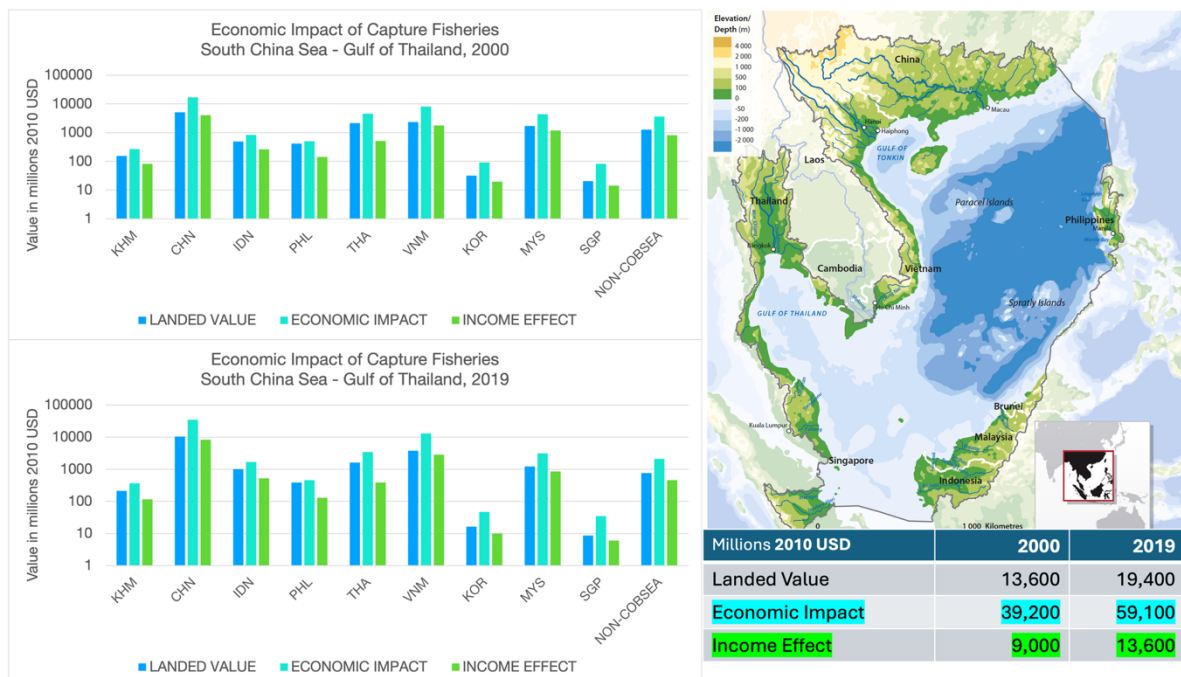 Economic Impact of Capture Fisheries
South China Sea - Gulf of Thailand, 2000
Value in millions 2010 USD
100000
10000
1000
100
10
1
KHM
CHN
IDN
PHL
THA
VNM
KOR
MYS
SGP
NON-COBSEA
LANDED VALUE
ECONOMIC IMPACT
INCOME EFFECT
Economic Impact of Capture Fisheries
South China Sea - Gulf of Thailand, 2019
Value in millions 2010 USD
100000
10000
1000
100
10
1
KHM
CHN
IDN
PHL
THA
VNM
KOR
MYS
SGP
NON-COBSEA
LANDED VALUE
ECONOMIC IMPACT
INCOME EFFECT
Elevation/
Depth (m)
4 000
2 000
1 000
500
100
0
-50
-200
-1 000
-2 000
China
Macau
Hanoi
Haiphong
GULF OF
TONKIN
Laos
Thailand
Paracel Islands
Philippines
Manila
Bangkok
Cambodia
Vietnam
Ho Chi Minh
GULF OF THAILAND
Spratly Islands
Brunei
Kuala Lumpur
Malaysia
Singapore
Indonesia
0
1 000 Kilometres
Millions 2010 USD 2000 2019
Landed Value 13,600 19,400
Economic Impact 39,200 59,100
Income Effect 9,000 13,600